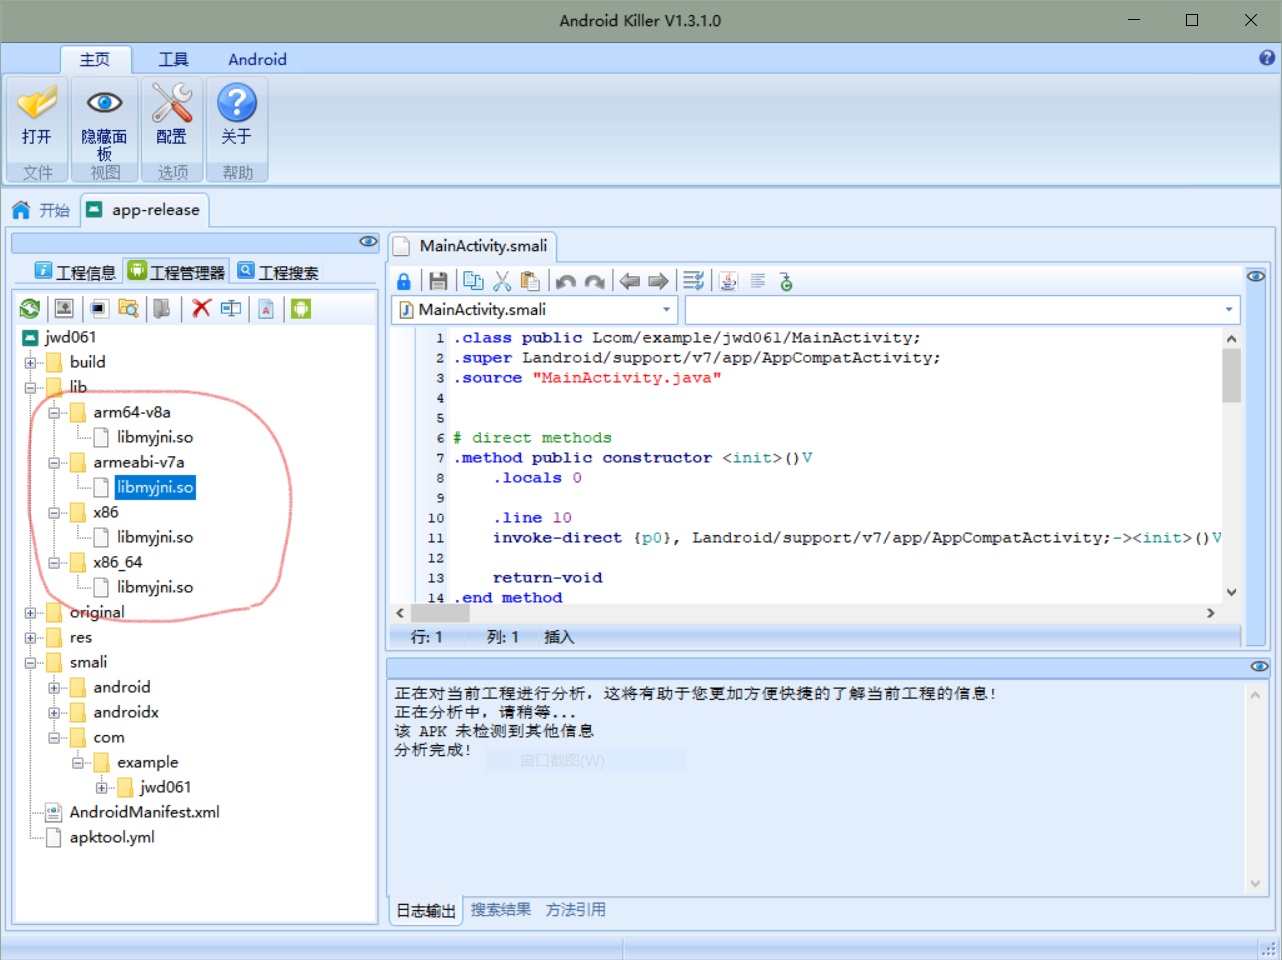 Android Killer V1.3.1.0
主页 工具 Android
打开 隐藏面板 配置 关于
文件 视图 选项 帮助
开始 app-release
工程信息 工程管理器 工程搜索
jwd061
build
lib
arm64-v8a
libmyjni.so
armeabi-v7a
libmyjni.so
x86
libmyjni.so
x86_64
libmyjni.so
original
res
smali
android
androidx
com
example
jwd061
AndroidManifest.xml
apktool.yml
MainActivity.smali
MainActivity.smali
1 .class public Lcom/example/jwd061/MainActivity;
2 .super Landroid/support/v7/app/AppCompatActivity;
3 .source "MainActivity.java"
4
5
6 # direct methods
7 .method public constructor <init>()V
8 .locals 0
9
10 .line 10
11 invoke-direct {p0}, Landroid/support/v7/app/AppCompatActivity;-><init>()V
12
13 return-void
14 .end method
行: 1 列: 1 插入
正在对当前工程进行分析，这将有助于您更加方便快捷的了解当前工程的信息！
正在分析中，请稍等...
该 APK 未检测到其他信息
分析完成！
窗口截图(W)
日志输出 搜索结果 方法引用